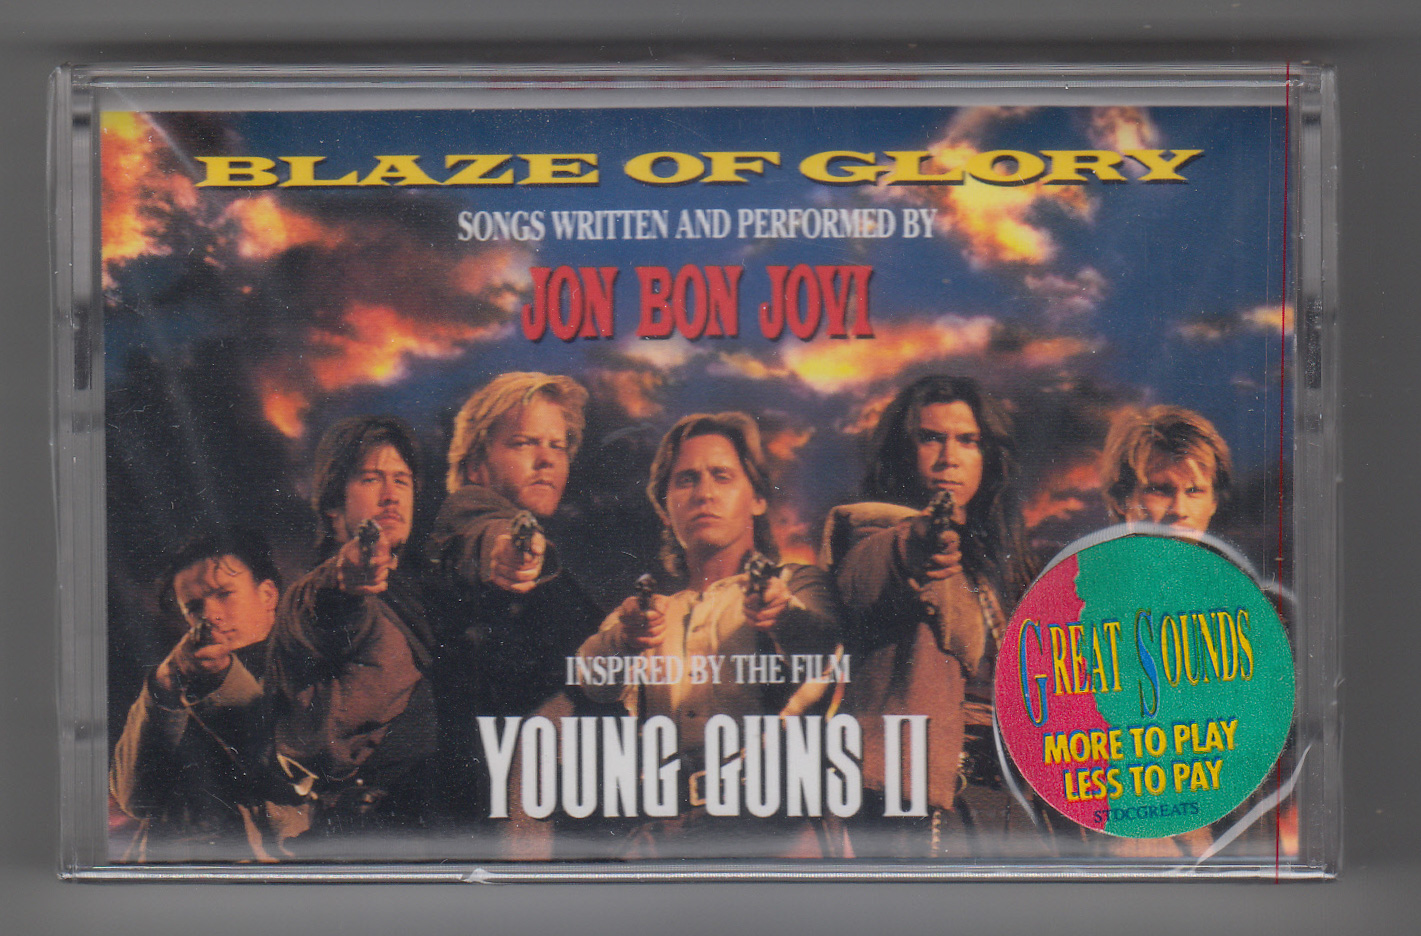 BLAZE OF GLORY
SONGS WRITTEN AND PERFORMED BY
JON BON JOVI
INSPIRED BY THE FILM
YOUNG GUNS II
GREAT SOUNDS
MORE TO PLAY
LESS TO PAY
STDCGREATS